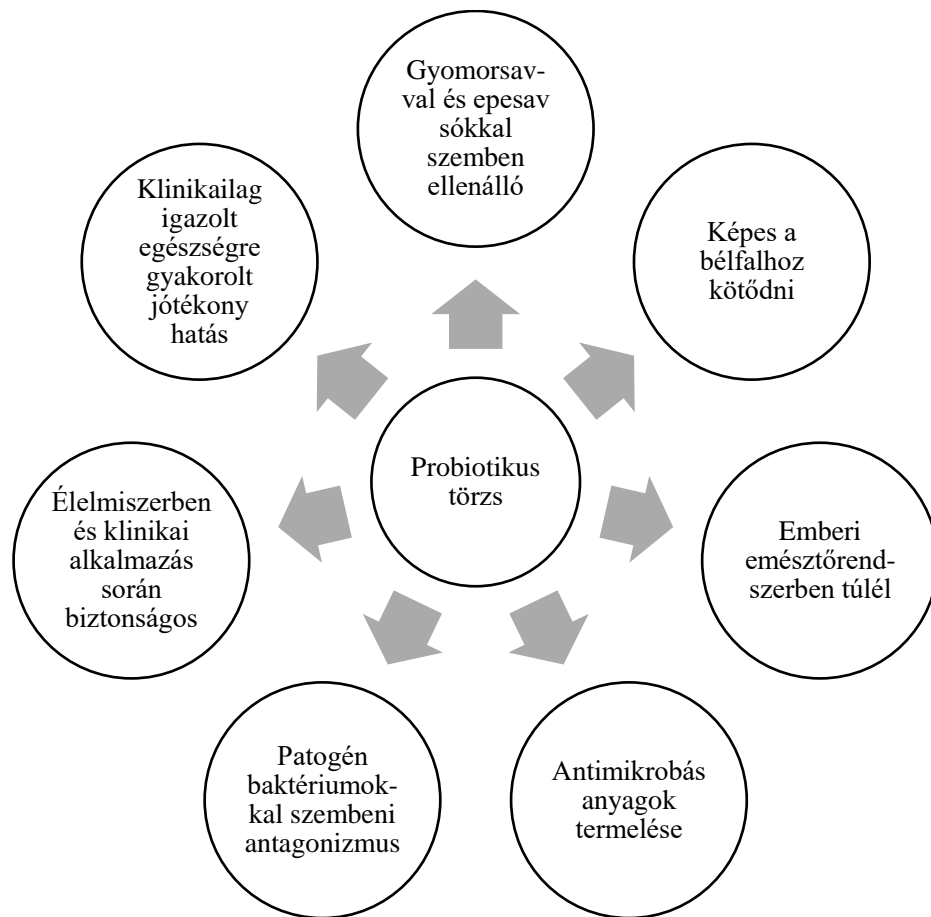 Gyomorsav-
val és epesav
sókkal
szemben
ellenálló
Klinikailag
igazolt
egészségre
gyakorolt
jótékony
hatás
Képes a
bélfalhoz
kötődni
Probiotikus
törzs
Élelmiszerben
és klinikai
alkalmazás
során
biztonságos
Emberi
emésztőrend-
szerben túlél
Patogén
baktériumok-
kal szembeni
antagonizmus
Antimikrobás
anyagok
termelése